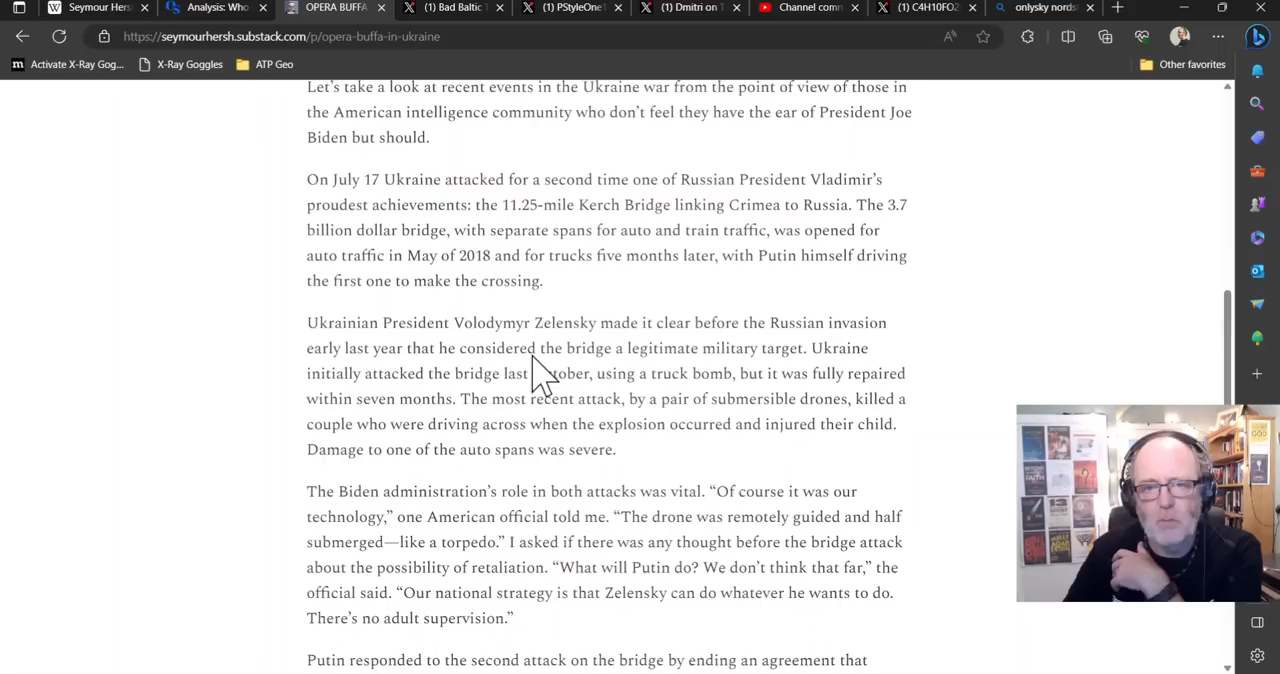 Seymour Hersh
Analysis: Who
OPERA BUFFA
(1) Bad Baltic T
(1) PStyleOne1
(1) Dmitri on T
Channel comm
(1) C4H10FO2
onlysky nords
https://seymourhersh.substack.com/p/opera-buffa-in-ukraine
Activate X-Ray Gog...
X-Ray Goggles
ATP Geo
Other favorites
Let's take a look at recent events in the Ukraine war from the point of view of those in
the American intelligence community who don't feel they have the ear of President Joe
Biden but should.
On July 17 Ukraine attacked for a second time one of Russian President Vladimir's
proudest achievements: the 11.25-mile Kerch Bridge linking Crimea to Russia. The 3.7
billion dollar bridge, with separate spans for auto and train traffic, was opened for
auto traffic in May of 2018 and for trucks five months later, with Putin himself driving
the first one to make the crossing.
Ukrainian President Volodymyr Zelensky made it clear before the Russian invasion
early last year that he considered the bridge a legitimate military target. Ukraine
initially attacked the bridge last October, using a truck bomb, but it was fully repaired
within seven months. The most recent attack, by a pair of submersible drones, killed a
couple who were driving across when the explosion occurred and injured their child.
Damage to one of the auto spans was severe.
The Biden administration's role in both attacks was vital. “Of course it was our
technology,” one American official told me. “The drone was remotely guided and half
submerged—like a torpedo.” I asked if there was any thought before the bridge attack
about the possibility of retaliation. “What will Putin do? We don't think that far,” the
official said. “Our national strategy is that Zelensky can do whatever he wants to do.
There's no adult supervision.”
Putin responded to the second attack on the bridge by ending an agreement that